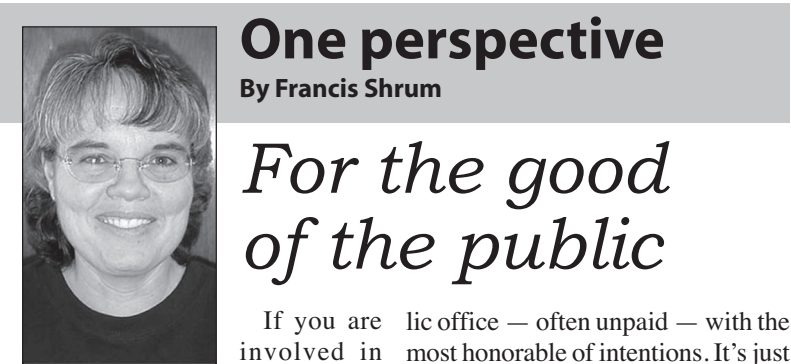 One perspective
By Francis Shrum
For the good
of the public
If you are
involved in
lic office — often unpaid — with the
most honorable of intentions. It's just